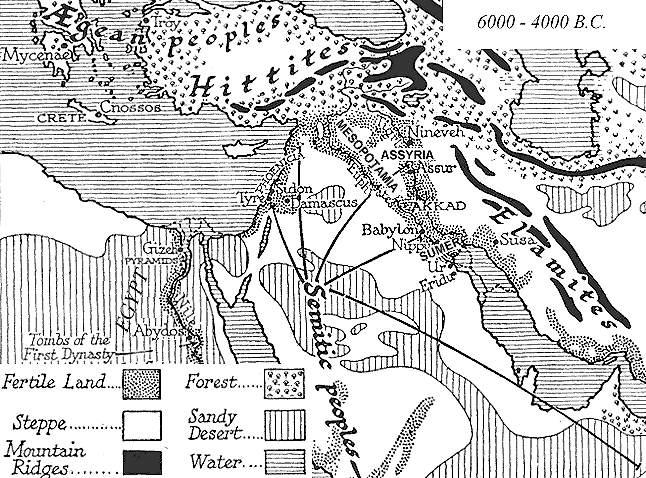 6000 - 4000 B.C.
Ægean peoples
Troy
Mycenae
Hittites
Cnossos
CRETE
Nineveh
MESOPOTAMIA
ASSYRIA
Assur
Sidon
Tyre
Damascus
AKKAD
Babylon
Nipp
SUMER
Susa
Elamites
Ur
Eridu
Gizeh
PYRAMIDS
EGYPT
Nile
Abydos
Tombs of the
First Dynasty
Semitic peoples
Fertile Land....
Forest......
Steppe...........
Sandy
Desert......
Mountain
Ridges........
Water...